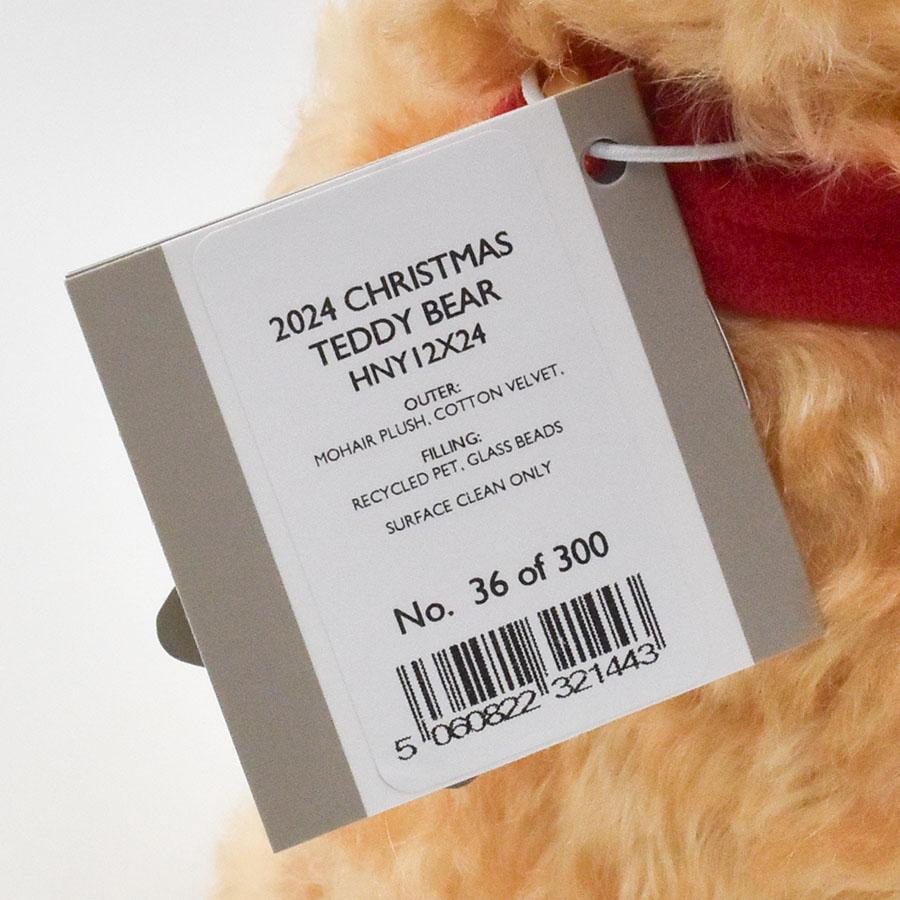 2024 CHRISTMAS
TEDDY BEAR
HNY12X24
OUTER:
MOHAIR PLUSH, COTTON VELVET,
FILLING:
RECYCLED PET, GLASS BEADS
SURFACE CLEAN ONLY
No. 36 of 300
5 060822 321443